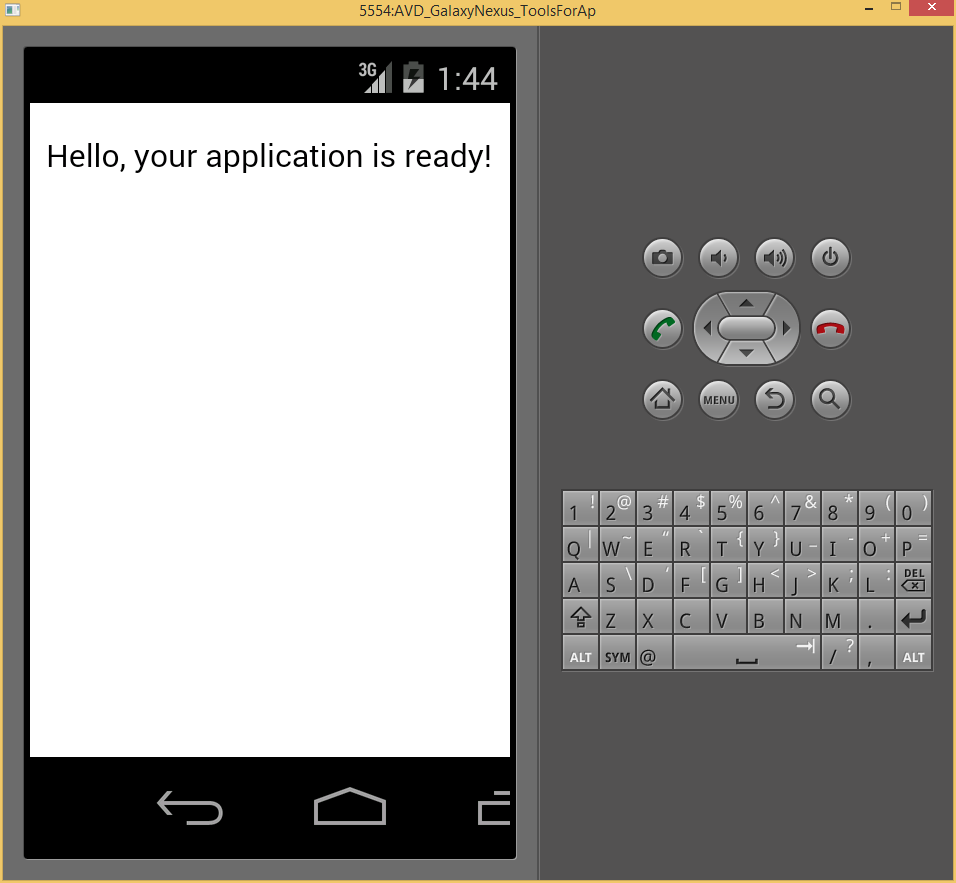 5554:AVD_GalaxyNexus_ToolsForAp
3G 1:44
Hello, your application is ready!
MENU
1 ! 2 @ 3 # 4 $ 5 % 6 ^ 7 & 8 * 9 ( 0 )
Q | W ~ E “ R ` T { Y } U _ I - O + P =
A S \ D ‘ F [ G ] H < J > K ; L : DEL
Z X C V B N M .
ALT SYM @ / ? , ALT